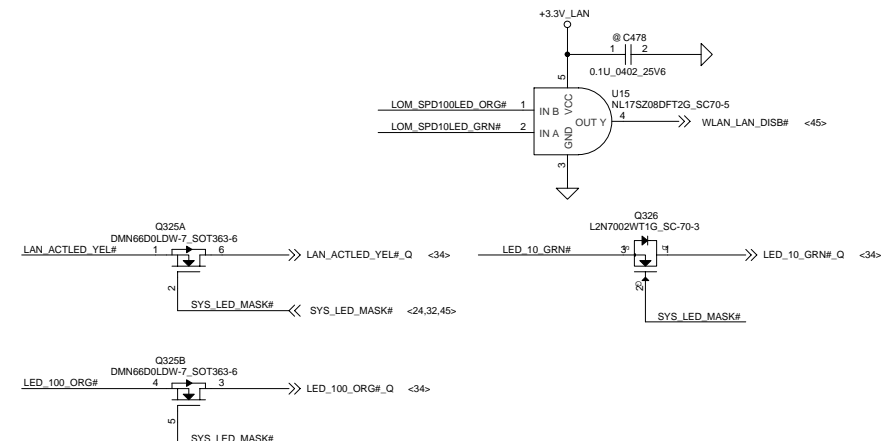 +3.3V_LAN
@ C478
1 2
0.1U_0402_25V6
5
U15
NL17SZ08DFT2G_SC70-5
LOM_SPD100LED_ORG# 1 IN B VCC
OUT Y 4 WLAN_LAN_DISB# <45>
LOM_SPD10LED_GRN# 2 IN A GND
3
Q325A
DMN66D0LDW-7_SOT363-6
LAN_ACTLED_YEL# 1 6 LAN_ACTLED_YEL#_Q <34>
2
SYS_LED_MASK# SYS_LED_MASK# <24,32,45>
Q326
L2N7002WT1G_SC-70-3
LED_10_GRN# 3 1 LED_10_GRN#_Q <34>
2
SYS_LED_MASK#
Q325B
DMN66D0LDW-7_SOT363-6
LED_100_ORG# 4 3 LED_100_ORG#_Q <34>
5
SYS_LED_MASK#